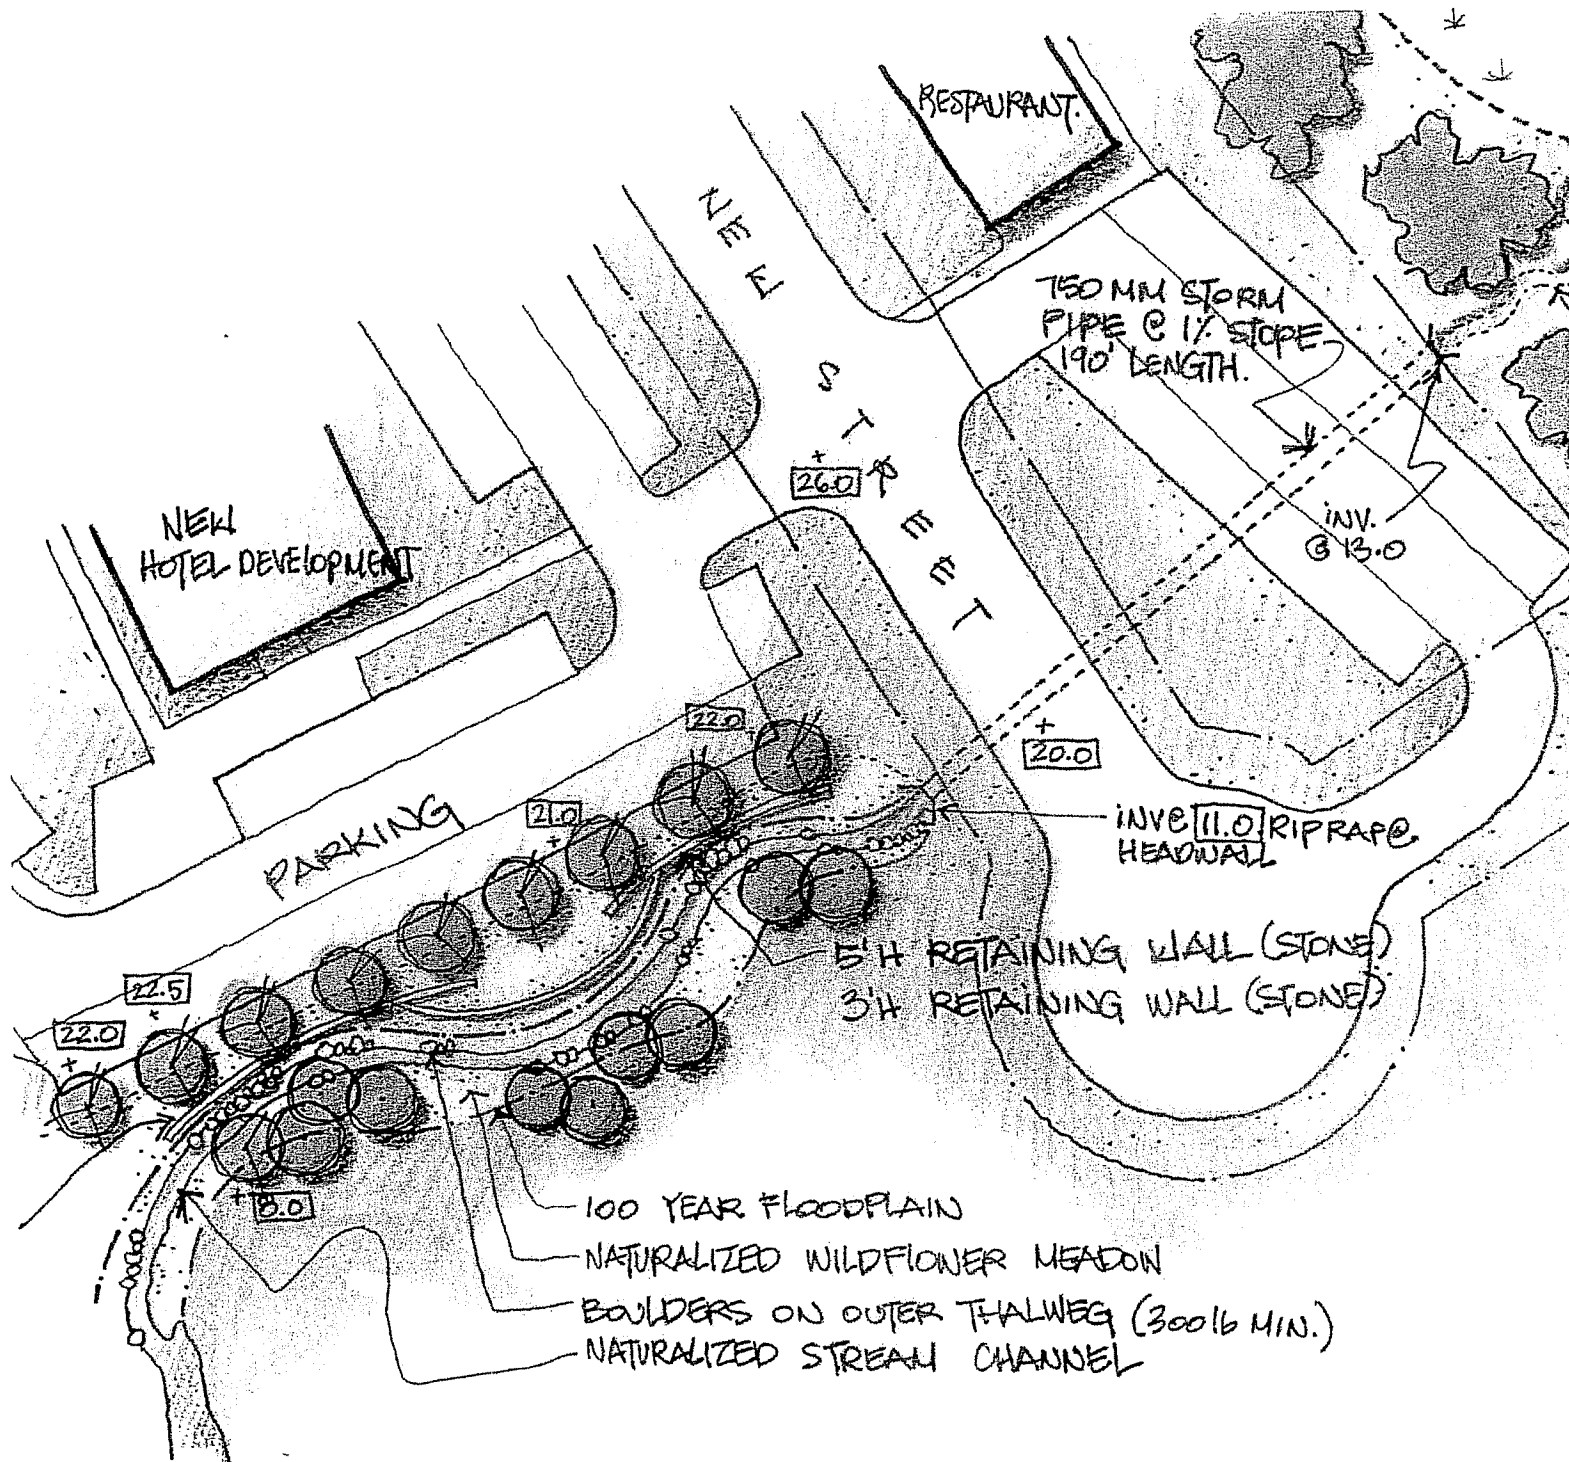 RESTAURANT.
NEW STREET
750 MM STORM
PIPE @ 1% SLOPE
190' LENGTH.
26.0
INV.
@ 13.0
NEW
HOTEL DEVELOPMENT
22.0
20.0
21.0
PARKING
INV@ 11.0 RIPRAP@
HEADWALL
5'H RETAINING WALL (STONE)
3'H RETAINING WALL (STONE)
22.5
22.0
8.0
100 YEAR FLOODPLAIN
NATURALIZED WILDFLOWER MEADOW
BOULDERS ON OUTER THALWEG (300lb MIN.)
NATURALIZED STREAM CHANNEL